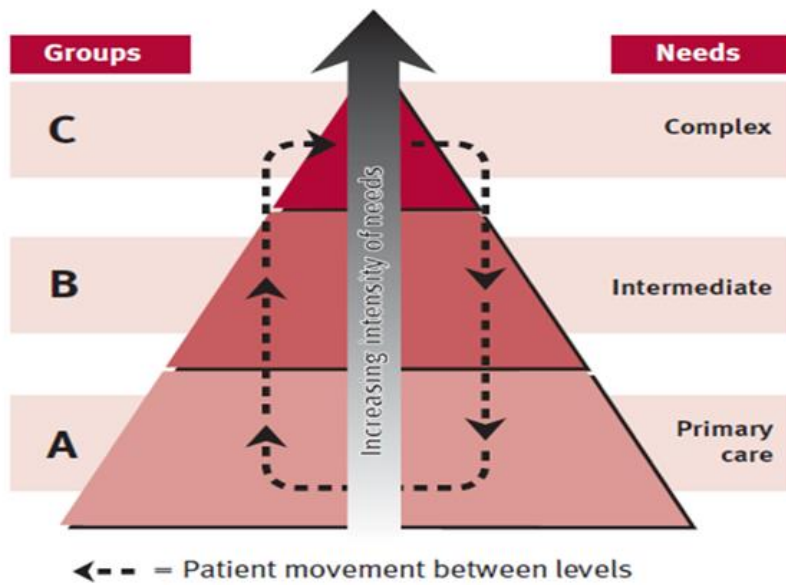 Groups
Needs
C
Complex
Increasing intensity of needs
B
Intermediate
A
Primary
care
= Patient movement between levels